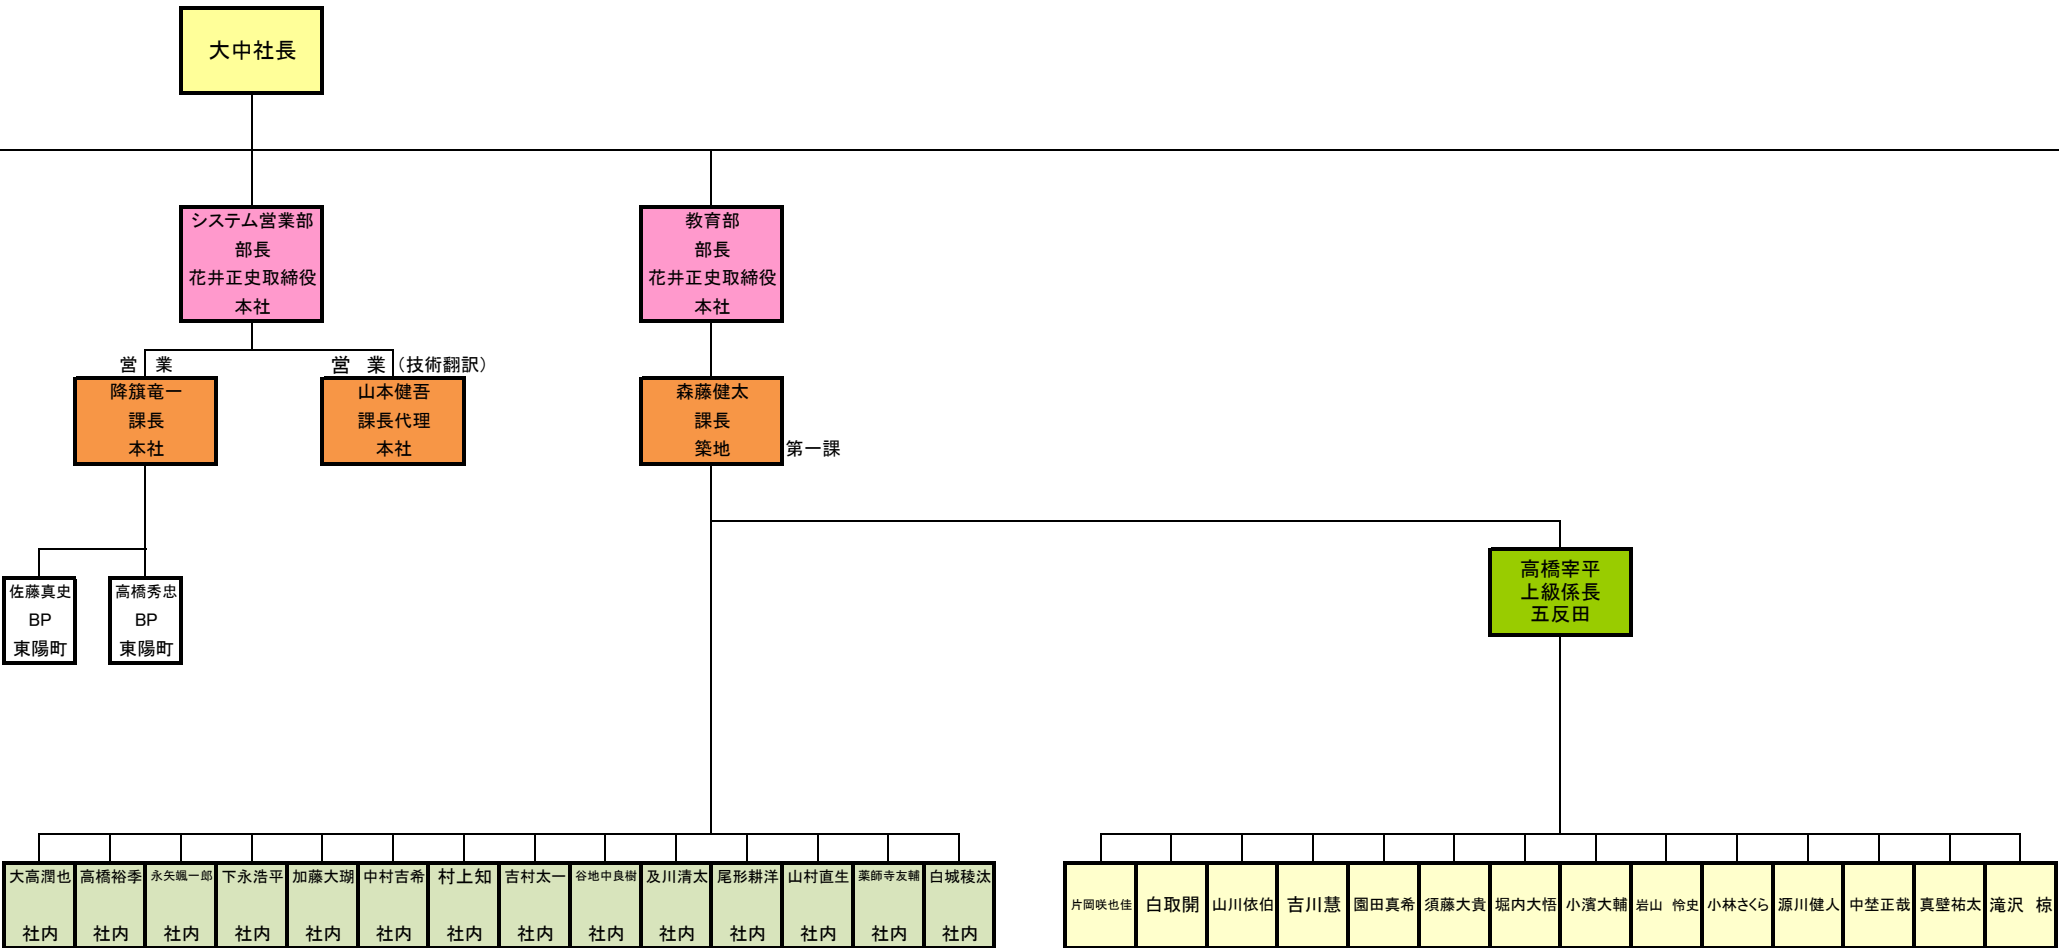 大中社長
システム営業部
部長
花井正史取締役
本社
教育部
部長
花井正史取締役
本社
営 業
営 業（技術翻訳）
降籏竜一
課長
本社
山本健吾
課長代理
本社
森藤健太
課長
築地
第一課
佐藤真史
BP
東陽町
高橋秀忠
BP
東陽町
高橋宰平
上級係長
五反田
大高潤也
社内
高橋裕季
社内
永矢颯一郎
社内
下永浩平
社内
加藤大瑚
社内
中村吉希
社内
村上知
社内
吉村太一
社内
谷地中良樹
社内
及川清太
社内
尾形耕洋
社内
山村直生
社内
薬師寺友輔
社内
白城稜汰
社内
片岡咲也佳
白取開
山川依伯
吉川慧
園田真希
須藤大貴
堀内大悟
小濱大輔
岩山 怜史
小林さくら
源川健人
中埜正哉
真壁祐太
滝沢 椋